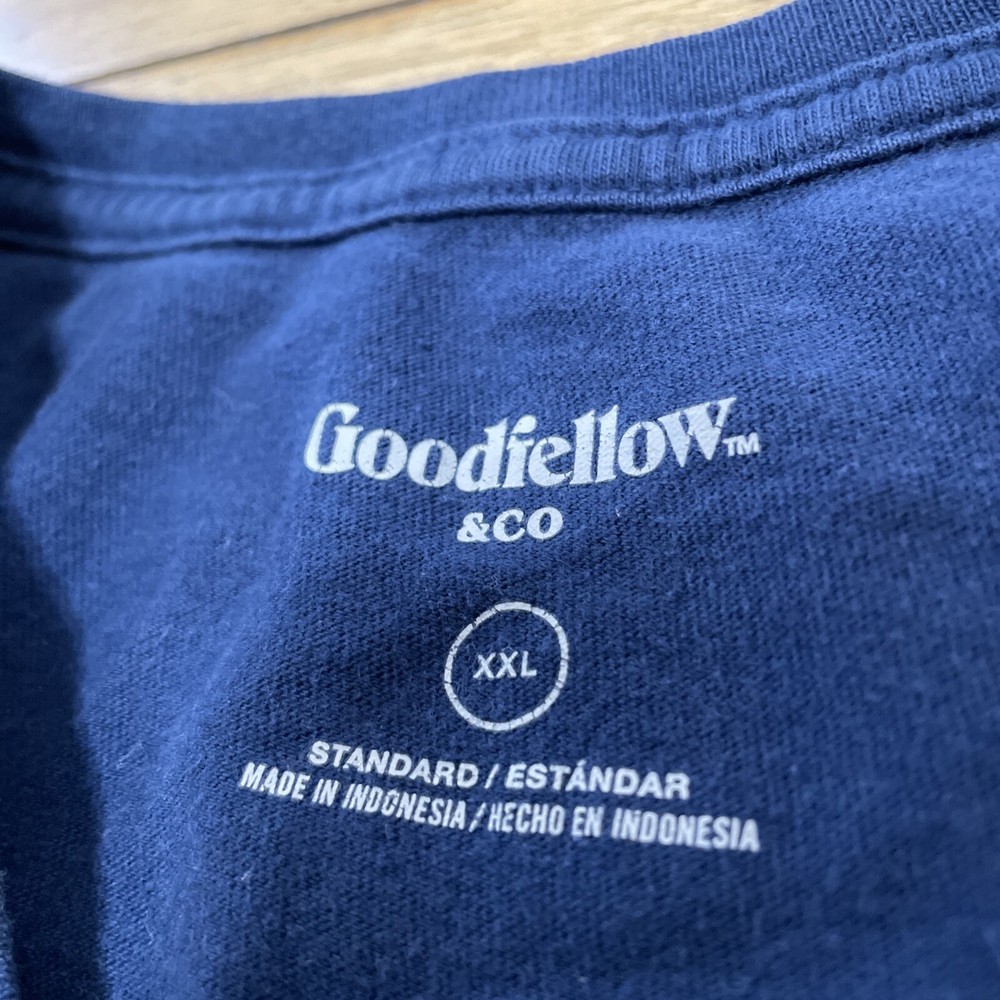 Goodfellow™
&CO
XXL
STANDARD / ESTÁNDAR
MADE IN INDONESIA / HECHO EN INDONESIA